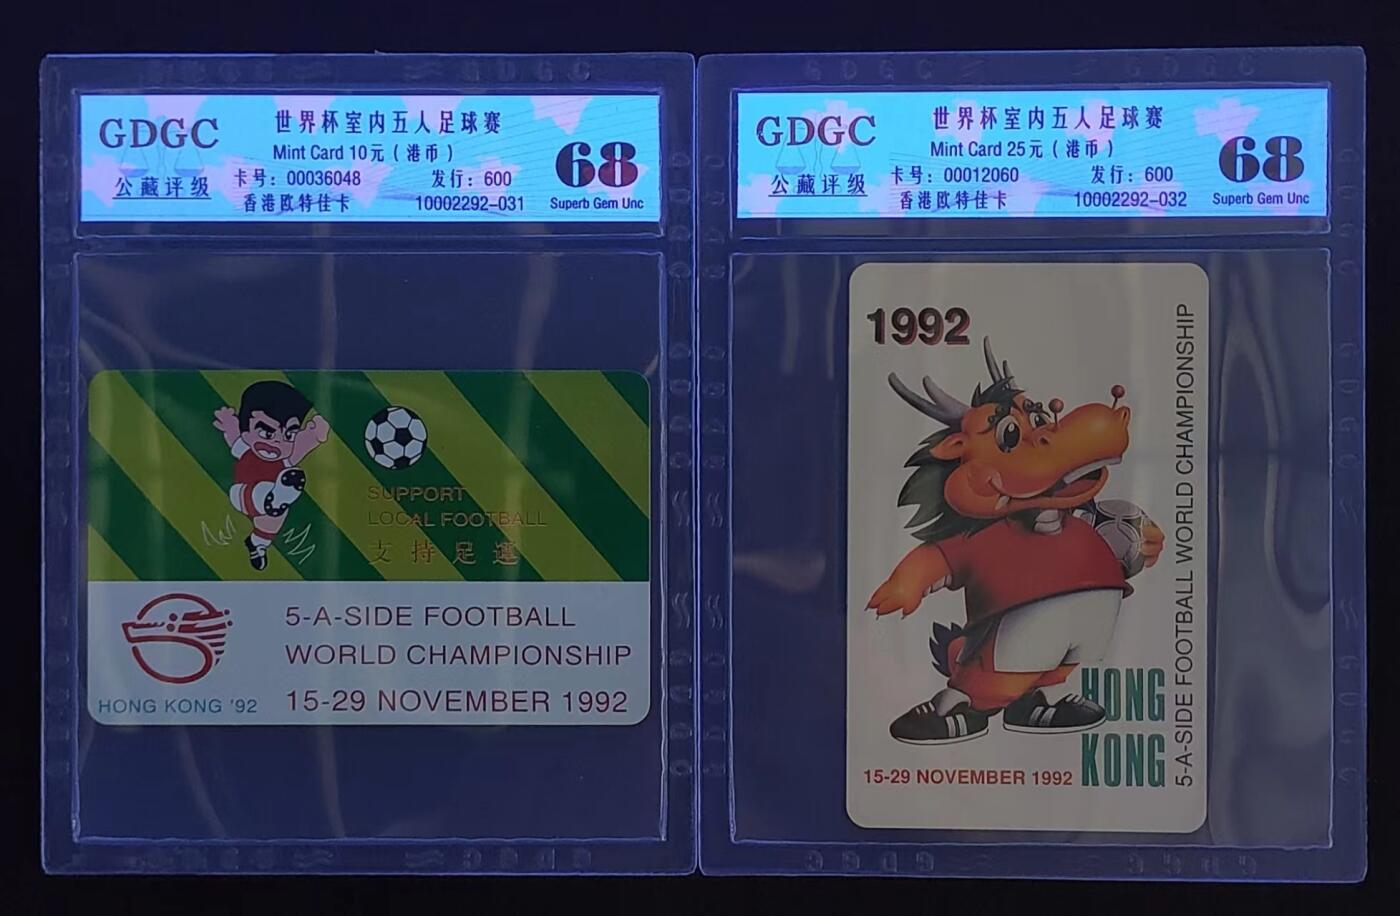 GDGC
公藏评级
世界杯室内五人足球赛
Mint Card 10元（港币）
卡号：00036048 发行：600
香港欧特佳卡 10002292-031
68
Superb Gem Unc
SUPPORT
LOCAL FOOTBALL
支持足運
HONG KONG '92
5-A-SIDE FOOTBALL
WORLD CHAMPIONSHIP
15-29 NOVEMBER 1992
GDGC
公藏评级
世界杯室内五人足球赛
Mint Card 25元（港币）
卡号：00012060 发行：600
香港欧特佳卡 10002292-032
68
Superb Gem Unc
1992
5-A-SIDE FOOTBALL WORLD CHAMPIONSHIP
HONG
KONG
15-29 NOVEMBER 1992